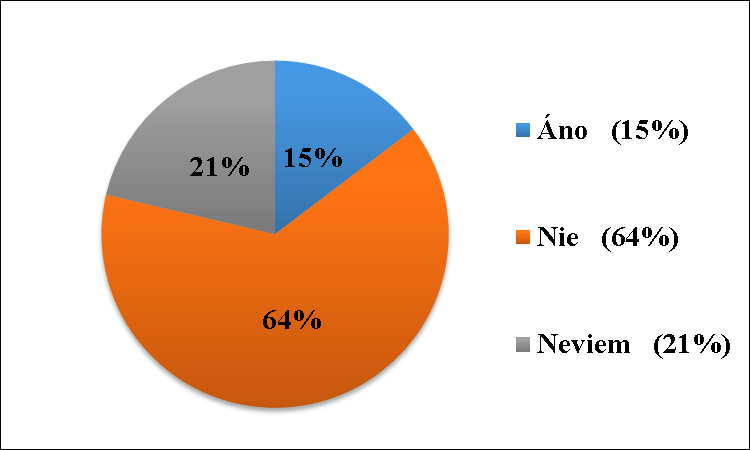 21%
15%
64%
Áno (15%)
Nie (64%)
Neviem (21%)